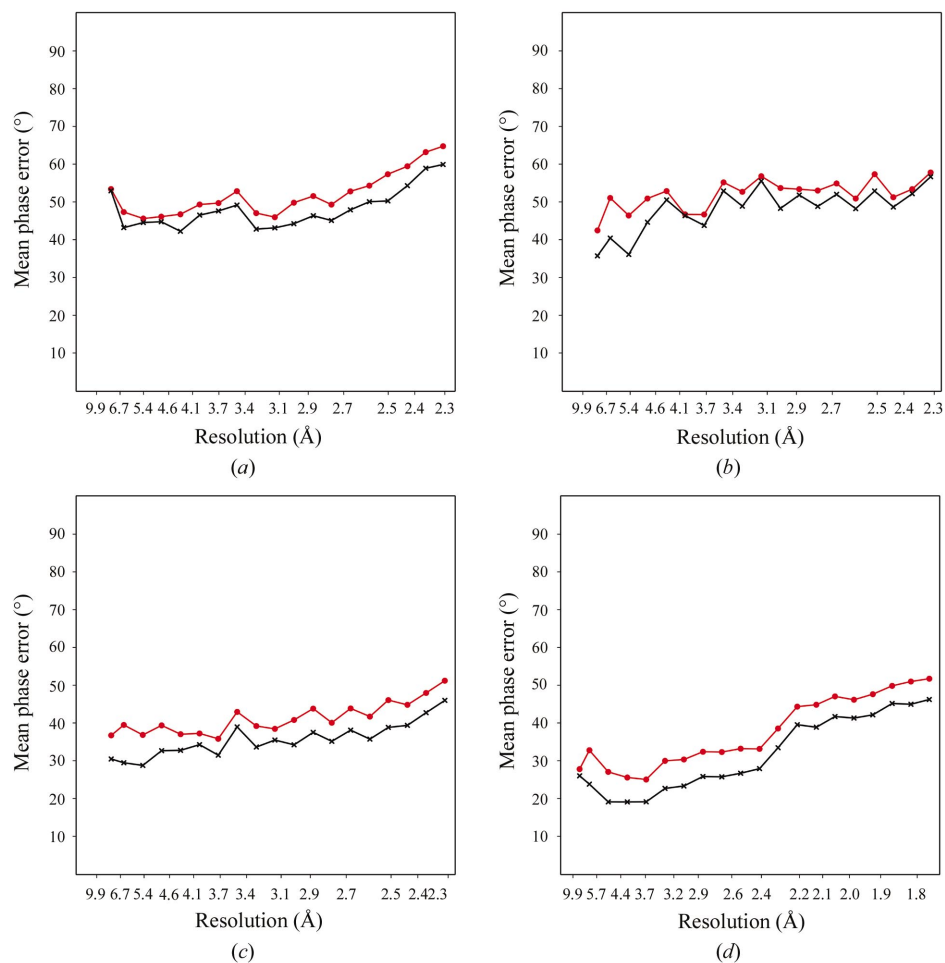 90
80
70
60
50
40
30
20
10
Mean phase error (°)
9.9 6.7 5.4 4.6 4.1 3.7 3.4 3.1 2.9 2.7 2.5 2.4 2.3
Resolution (Å)
(a)
90
80
70
60
50
40
30
20
10
Mean phase error (°)
9.9 6.7 5.4 4.6 4.1 3.7 3.4 3.1 2.9 2.7 2.5 2.4 2.3
Resolution (Å)
(b)
90
80
70
60
50
40
30
20
10
Mean phase error (°)
9.9 6.7 5.4 4.6 4.1 3.7 3.4 3.1 2.9 2.7 2.5 2.42.3
Resolution (Å)
(c)
90
80
70
60
50
40
30
20
10
Mean phase error (°)
9.9 5.7 4.4 3.7 3.2 2.9 2.6 2.4 2.2 2.1 2.0 1.9 1.8
Resolution (Å)
(d)